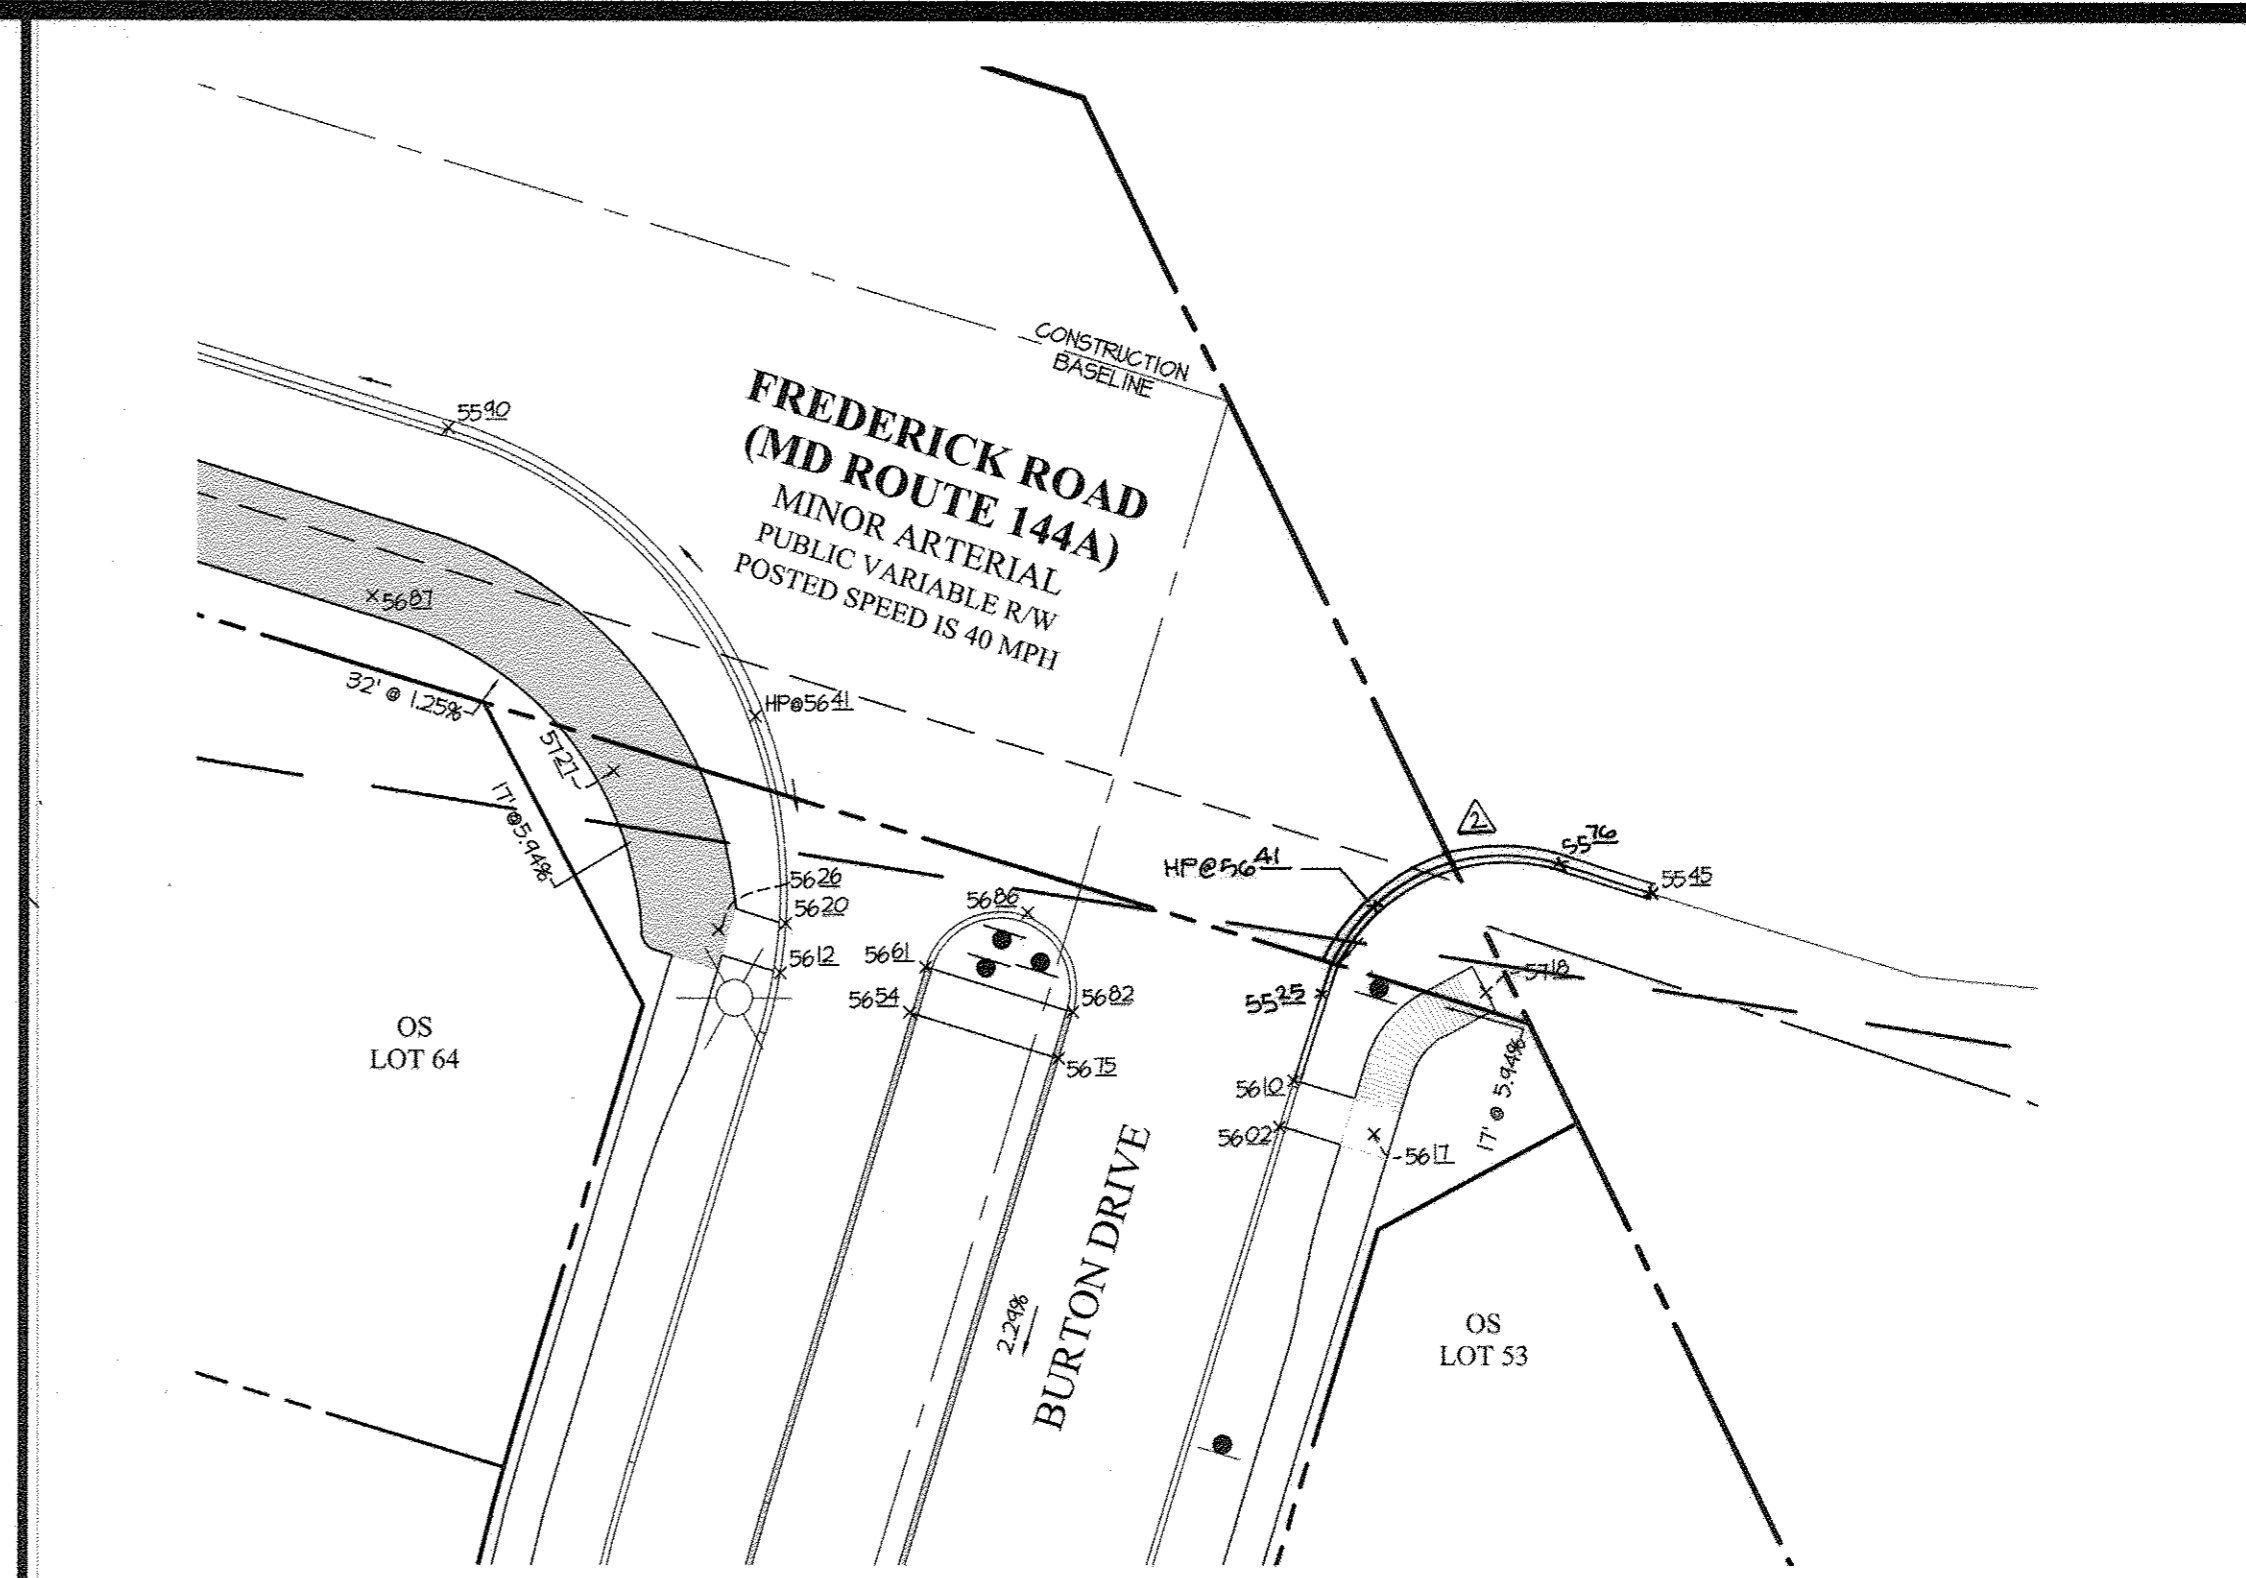 CONSTRUCTION
BASELINE
FREDERICK ROAD
(MD ROUTE 144A)
MINOR ARTERIAL
PUBLIC VARIABLE R/W
POSTED SPEED IS 40 MPH
5590
5687
32' @ 1.25%
HP@5641
5727
17'@5.94%
2
5576
HP@5641
5545
5626
5620
5686
5612
5661
5718
5654
5682
5525
OS
LOT 64
5675
5610
17' @ 5.94%
5602
5617
2.29%
BURTON DRIVE
OS
LOT 53